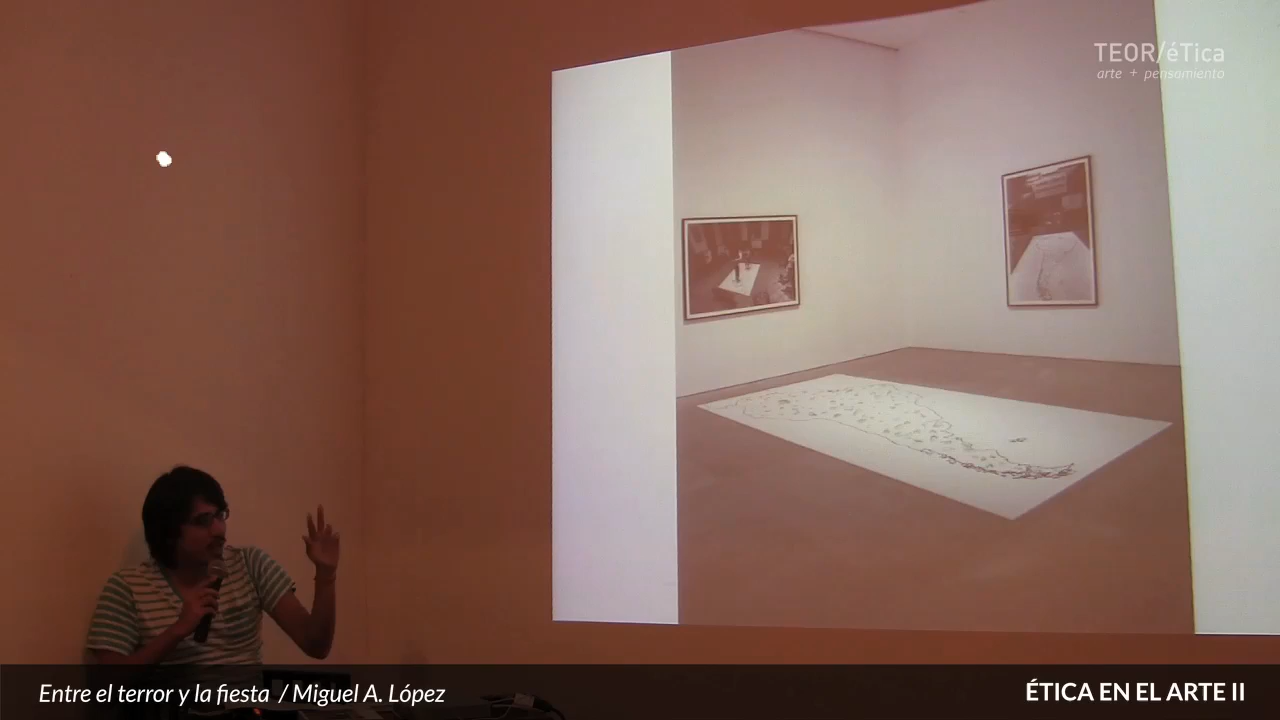 TEOR/éTica
arte + pensamiento
Entre el terror y la fiesta / Miguel A. López
ÉTICA EN EL ARTE II